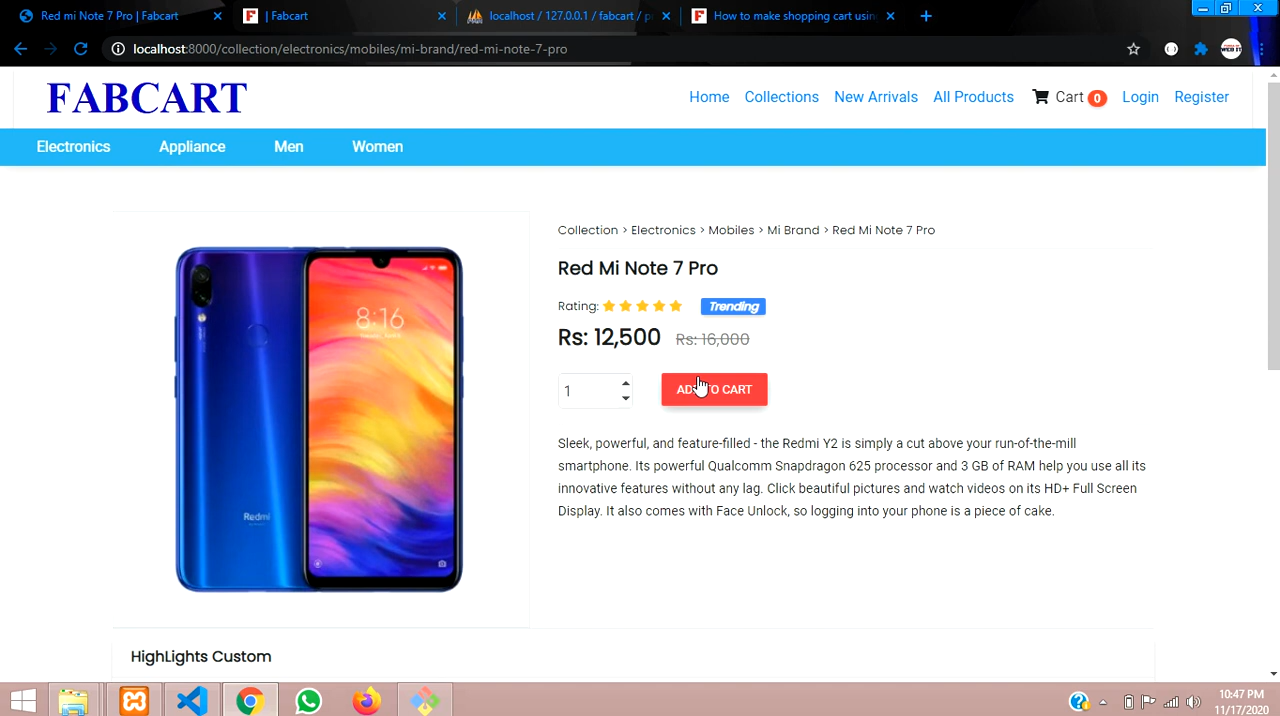 Red mi Note 7 Pro | Fabcart
| Fabcart
localhost / 127.0.0.1 / fabcart / pr
How to make shopping cart usin
localhost:8000/collection/electronics/mobiles/mi-brand/red-mi-note-7-pro
FABCART
Home Collections New Arrivals All Products Cart 0 Login Register
Electronics Appliance Men Women
Collection > Electronics > Mobiles > Mi Brand > Red Mi Note 7 Pro
Red Mi Note 7 Pro
Rating: Trending
Rs: 12,500 Rs: 16,000
1
ADD TO CART
Sleek, powerful, and feature-filled - the Redmi Y2 is simply a cut above your run-of-the-mill
smartphone. Its powerful Qualcomm Snapdragon 625 processor and 3 GB of RAM help you use all its
innovative features without any lag. Click beautiful pictures and watch videos on its HD+ Full Screen
Display. It also comes with Face Unlock, so logging into your phone is a piece of cake.
8:16
Redmi
HighLights Custom
10:47 PM
11/17/2020